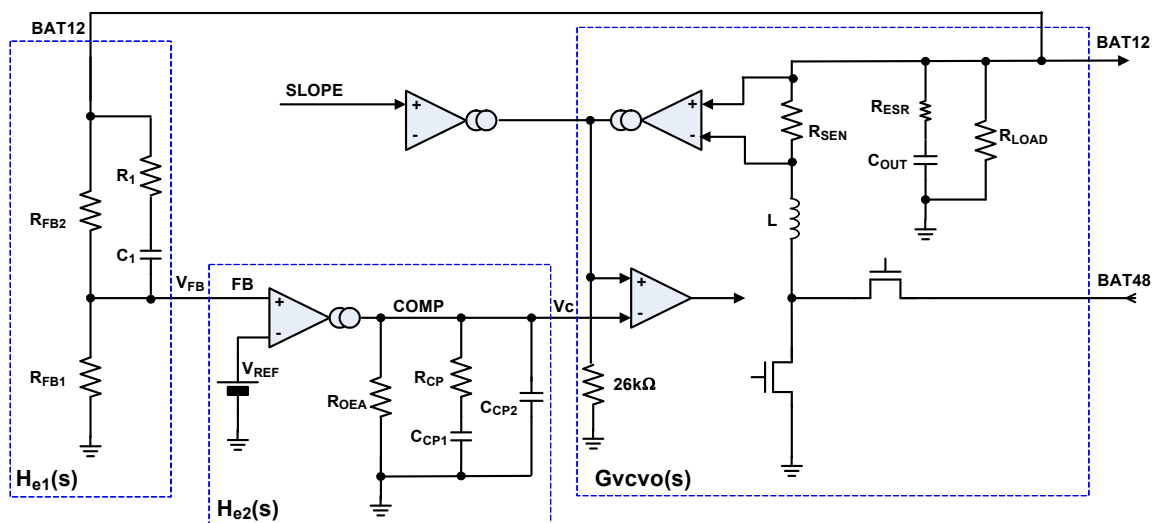 BAT12
BAT12
SLOPE
+
-
+
-
R_SEN
R_ESR
R_LOAD
C_OUT
R_1
R_FB2
C_1
L
V_FB
FB
COMP
Vc
+
-
+
-
BAT48
V_REF
R_FB1
R_OEA
R_CP
C_CP2
C_CP1
26kΩ
H_e1(s)
H_e2(s)
Gvcvo(s)